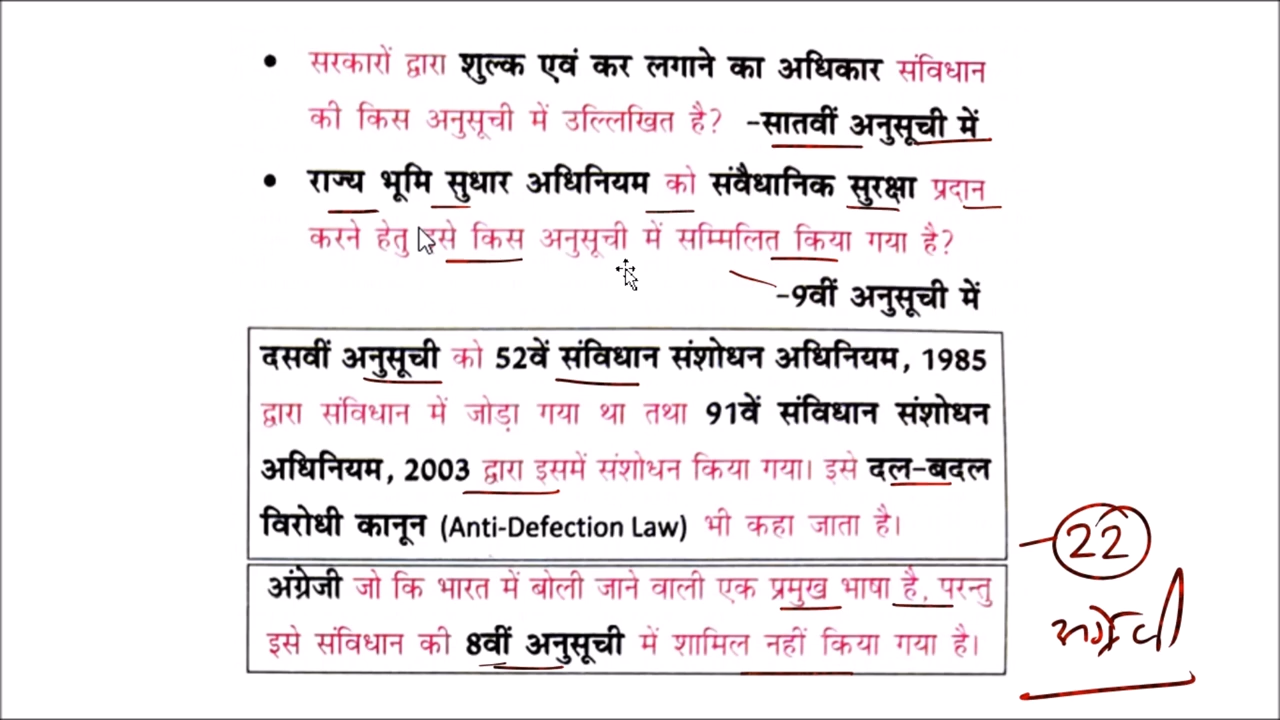 • सरकारों द्वारा शुल्क एवं कर लगाने का अधिकार संविधान
की किस अनुसूची में उल्लिखित है? -सातवीं अनुसूची में
• राज्य भूमि सुधार अधिनियम को संवैधानिक सुरक्षा प्रदान
करने हेतु इसे किस अनुसूची में सम्मिलित किया गया है?
-9वीं अनुसूची में
दसवीं अनुसूची को 52वें संविधान संशोधन अधिनियम, 1985
द्वारा संविधान में जोड़ा गया था तथा 91वें संविधान संशोधन
अधिनियम, 2003 द्वारा इसमें संशोधन किया गया। इसे दल-बदल
विरोधी कानून (Anti-Defection Law) भी कहा जाता है।
अंग्रेजी जो कि भारत में बोली जाने वाली एक प्रमुख भाषा है, परन्तु
इसे संविधान की 8वीं अनुसूची में शामिल नहीं किया गया है।
-22